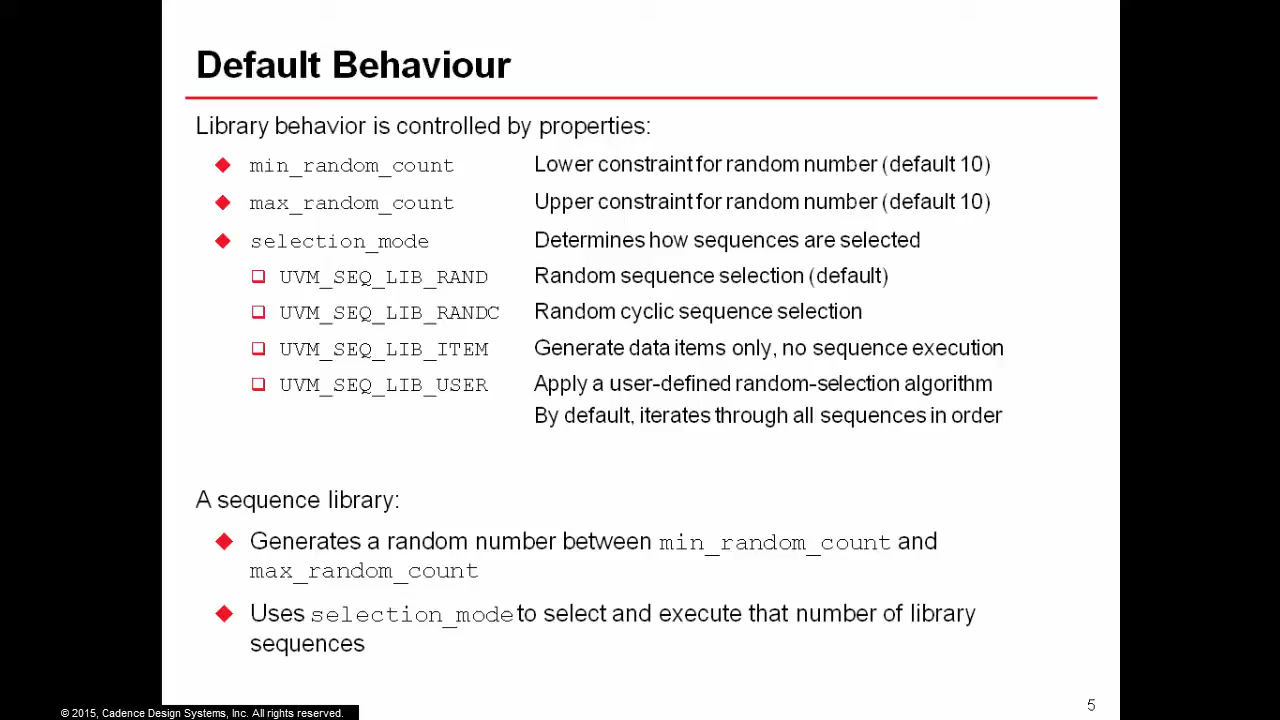 Default Behaviour
Library behavior is controlled by properties:
min_random_count Lower constraint for random number (default 10)
max_random_count Upper constraint for random number (default 10)
selection_mode Determines how sequences are selected
UVM_SEQ_LIB_RAND Random sequence selection (default)
UVM_SEQ_LIB_RANDC Random cyclic sequence selection
UVM_SEQ_LIB_ITEM Generate data items only, no sequence execution
UVM_SEQ_LIB_USER Apply a user-defined random-selection algorithm
By default, iterates through all sequences in order
A sequence library:
Generates a random number between min_random_count and
max_random_count
Uses selection_mode to select and execute that number of library
sequences
5
© 2015, Cadence Design Systems, Inc. All rights reserved.